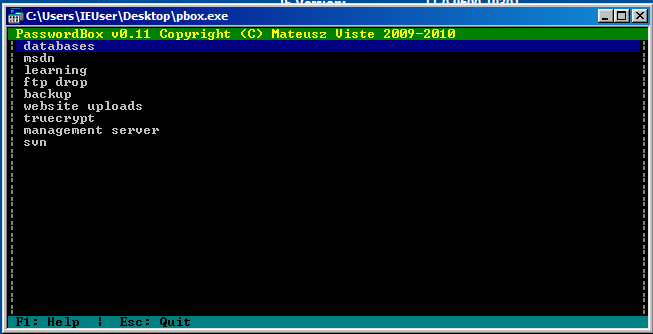 C:\Users\IEUser\Desktop\pbox.exe
PasswordBox v0.11 Copyright (C) Mateusz Viste 2009-2010
databases
msdn
learning
ftp drop
backup
website uploads
truecrypt
management server
svn
F1: Help ¦ Esc: Quit